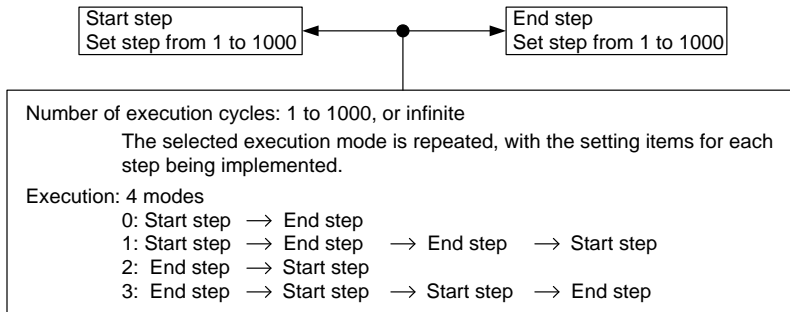 Start step
Set step from 1 to 1000
End step
Set step from 1 to 1000
Number of execution cycles: 1 to 1000, or infinite
The selected execution mode is repeated, with the setting items for each
step being implemented.
Execution: 4 modes
0: Start step → End step
1: Start step → End step → End step → Start step
2: End step → Start step
3: End step → Start step → Start step → End step